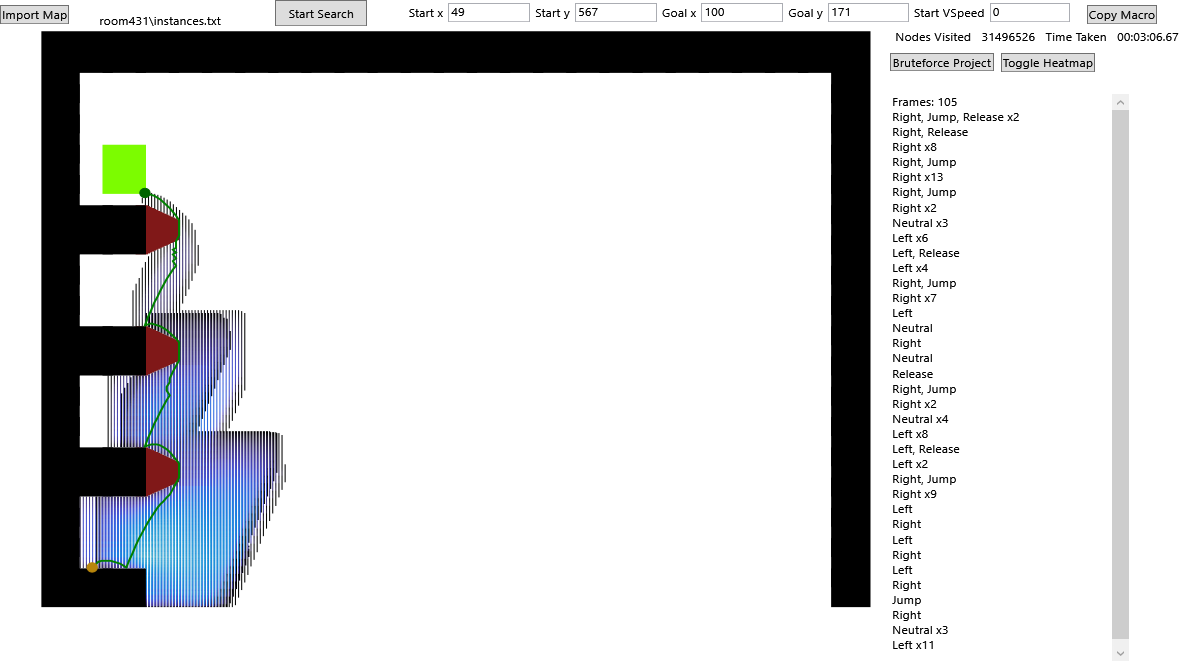 Import Map
room431\instances.txt
Start Search
Start x 49 Start y 567 Goal x 100 Goal y 171 Start VSpeed 0
Copy Macro
Nodes Visited 31496526 Time Taken 00:03:06.67
Bruteforce Project Toggle Heatmap
Frames: 105
Right, Jump, Release x2
Right, Release
Right x8
Right, Jump
Right x13
Right, Jump
Right x2
Neutral x3
Left x6
Left, Release
Left x4
Right, Jump
Right x7
Left
Neutral
Right
Neutral
Release
Right, Jump
Right x2
Neutral x4
Left x8
Left, Release
Left x2
Right, Jump
Right x9
Left
Right
Left
Right
Left
Right
Jump
Right
Neutral x3
Left x11